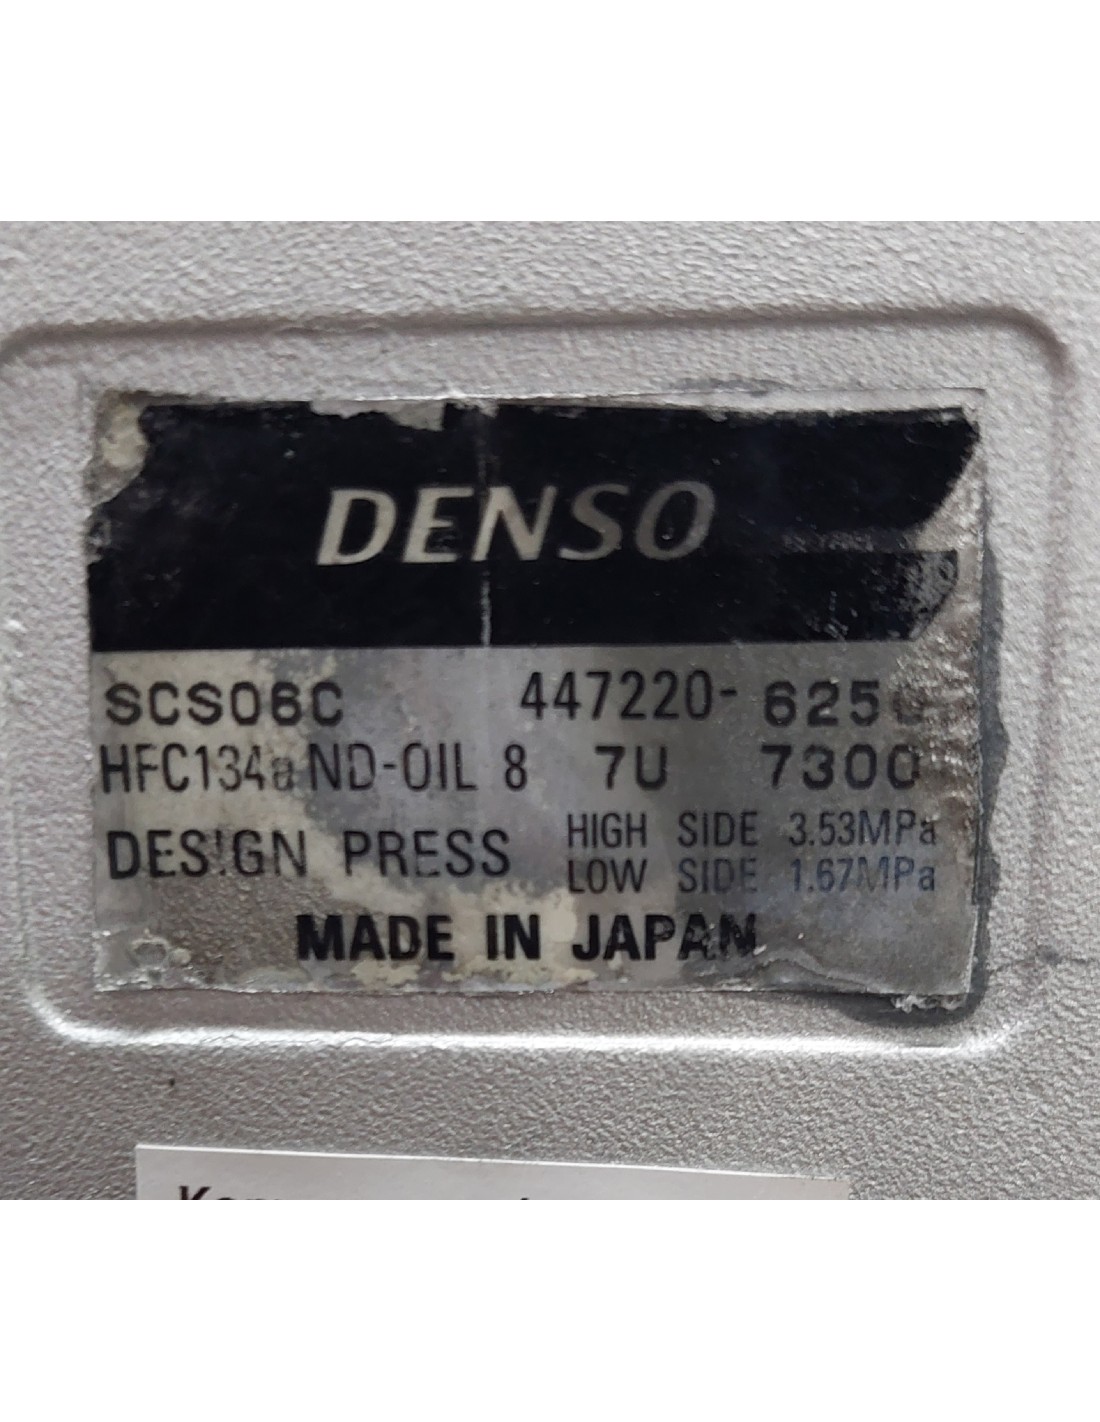 DENSO
SCS06C 447220-
HFC134a ND-OIL 8 7U 7300
DESIGN PRESS HIGH SIDE 3.53MPa
LOW SIDE 1.67MPa
MADE IN JAPAN